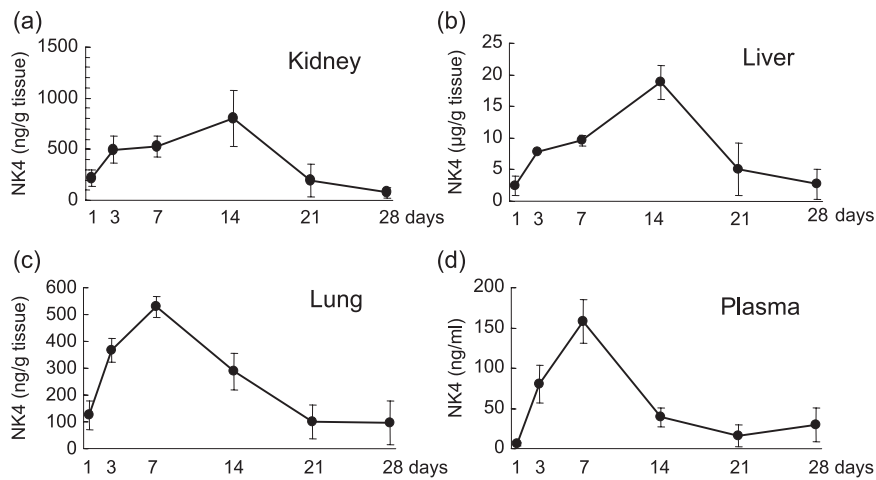 (a)
Kidney
NK4 (ng/g tissue)
1500
1000
500
0
1 3 7 14 21 28 days
(b)
Liver
NK4 (µg/g tissue)
25
20
15
10
5
0
1 3 7 14 21 28 days
(c)
Lung
NK4 (ng/g tissue)
600
500
400
300
200
100
0
1 3 7 14 21 28 days
(d)
Plasma
NK4 (ng/ml)
200
150
100
50
0
1 3 7 14 21 28 days